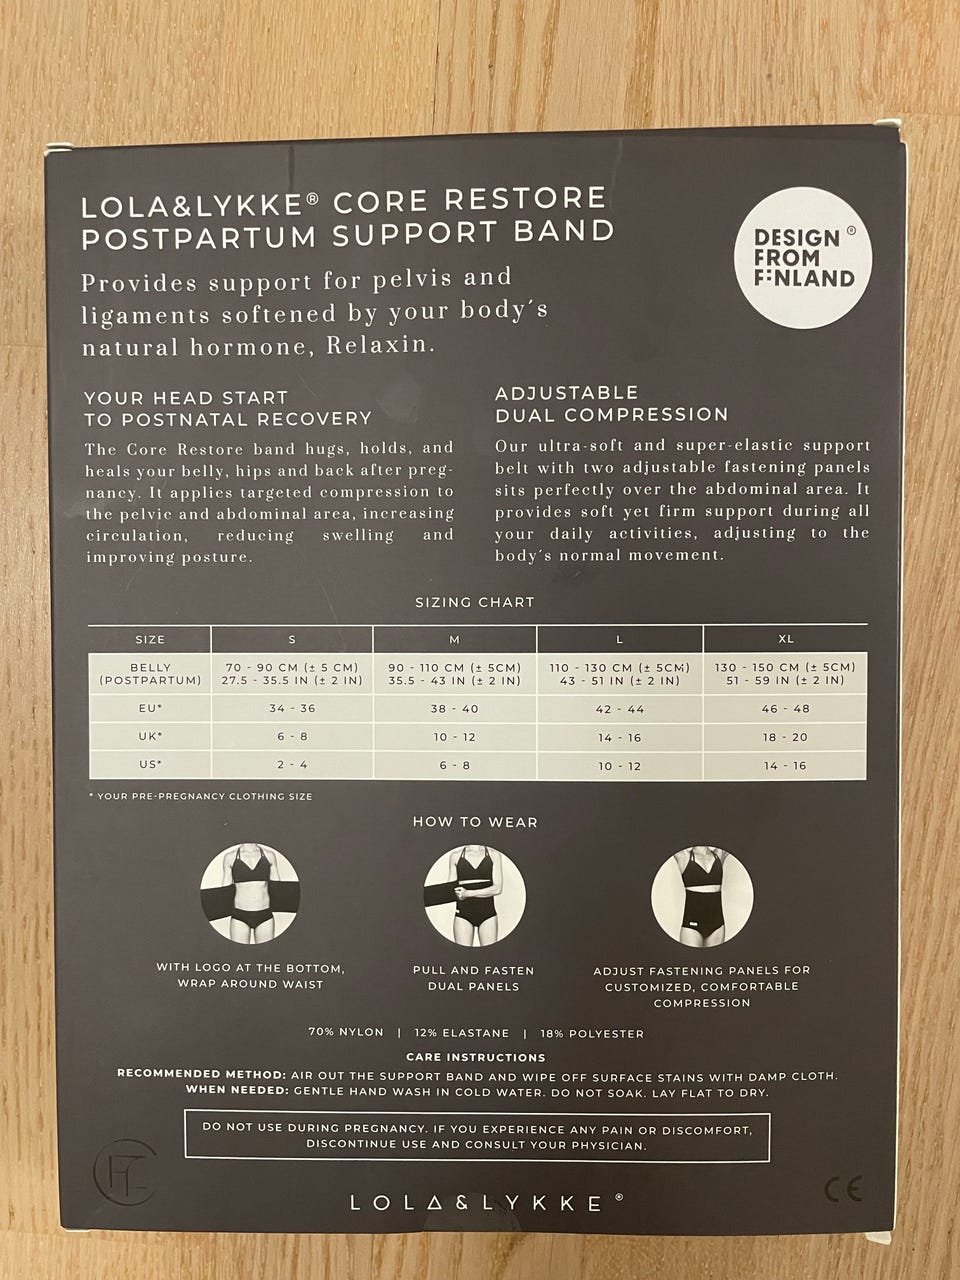 LOLA&LYKKE® CORE RESTORE
POSTPARTUM SUPPORT BAND
Provides support for pelvis and
ligaments softened by your body´s
natural hormone, Relaxin.
DESIGN ®
FROM
FINLAND
YOUR HEAD START
TO POSTNATAL RECOVERY
The Core Restore band hugs, holds, and
heals your belly, hips and back after preg-
nancy. It applies targeted compression to
the pelvic and abdominal area, increasing
circulation, reducing swelling and
improving posture.
ADJUSTABLE
DUAL COMPRESSION
Our ultra-soft and super-elastic support
belt with two adjustable fastening panels
sits perfectly over the abdominal area. It
provides soft yet firm support during all
your daily activities, adjusting to the
body´s normal movement.
SIZING CHART
SIZE S M L XL
BELLY (POSTPARTUM) 70 - 90 CM (± 5 CM) 27.5 - 35.5 IN (± 2 IN) 90 - 110 CM (± 5CM) 35.5 - 43 IN (± 2 IN) 110 - 130 CM (± 5CM) 43 - 51 IN (± 2 IN) 130 - 150 CM (± 5CM) 51 - 59 IN (± 2 IN)
EU* 34 - 36 38 - 40 42 - 44 46 - 48
UK* 6 - 8 10 - 12 14 - 16 18 - 20
US* 2 - 4 6 - 8 10 - 12 14 - 16
* YOUR PRE-PREGNANCY CLOTHING SIZE
HOW TO WEAR
WITH LOGO AT THE BOTTOM,
WRAP AROUND WAIST
PULL AND FASTEN
DUAL PANELS
ADJUST FASTENING PANELS FOR
CUSTOMIZED, COMFORTABLE
COMPRESSION
70% NYLON | 12% ELASTANE | 18% POLYESTER
CARE INSTRUCTIONS
RECOMMENDED METHOD: AIR OUT THE SUPPORT BAND AND WIPE OFF SURFACE STAINS WITH DAMP CLOTH.
WHEN NEEDED: GENTLE HAND WASH IN COLD WATER. DO NOT SOAK. LAY FLAT TO DRY.
DO NOT USE DURING PREGNANCY. IF YOU EXPERIENCE ANY PAIN OR DISCOMFORT,
DISCONTINUE USE AND CONSULT YOUR PHYSICIAN.
LOLA&LYKKE®
CE